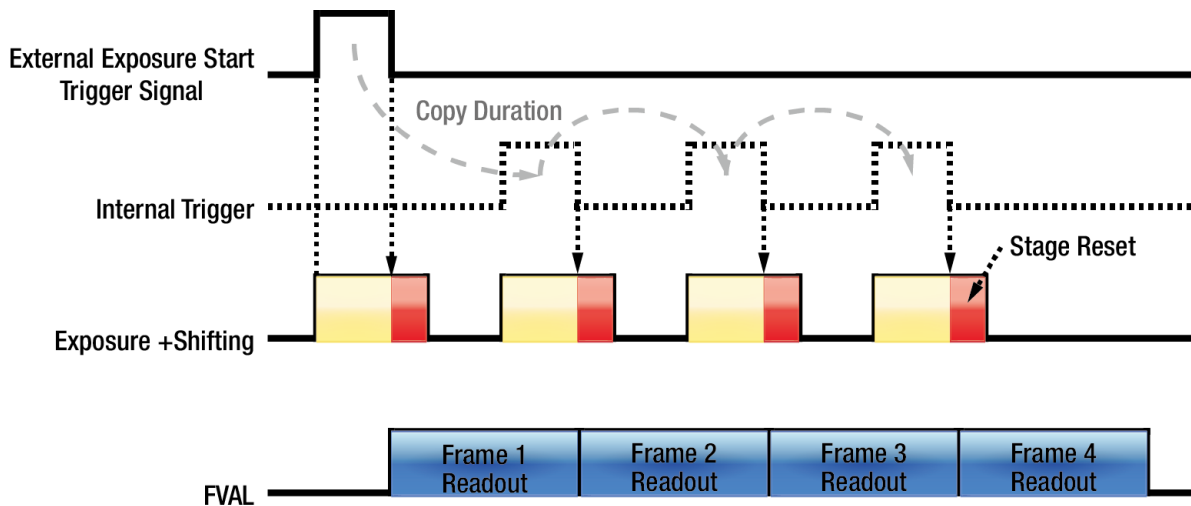 External Exposure Start
Trigger Signal
Copy Duration
Internal Trigger
Stage Reset
Exposure +Shifting
Frame 1
Readout
Frame 2
Readout
Frame 3
Readout
Frame 4
Readout
FVAL